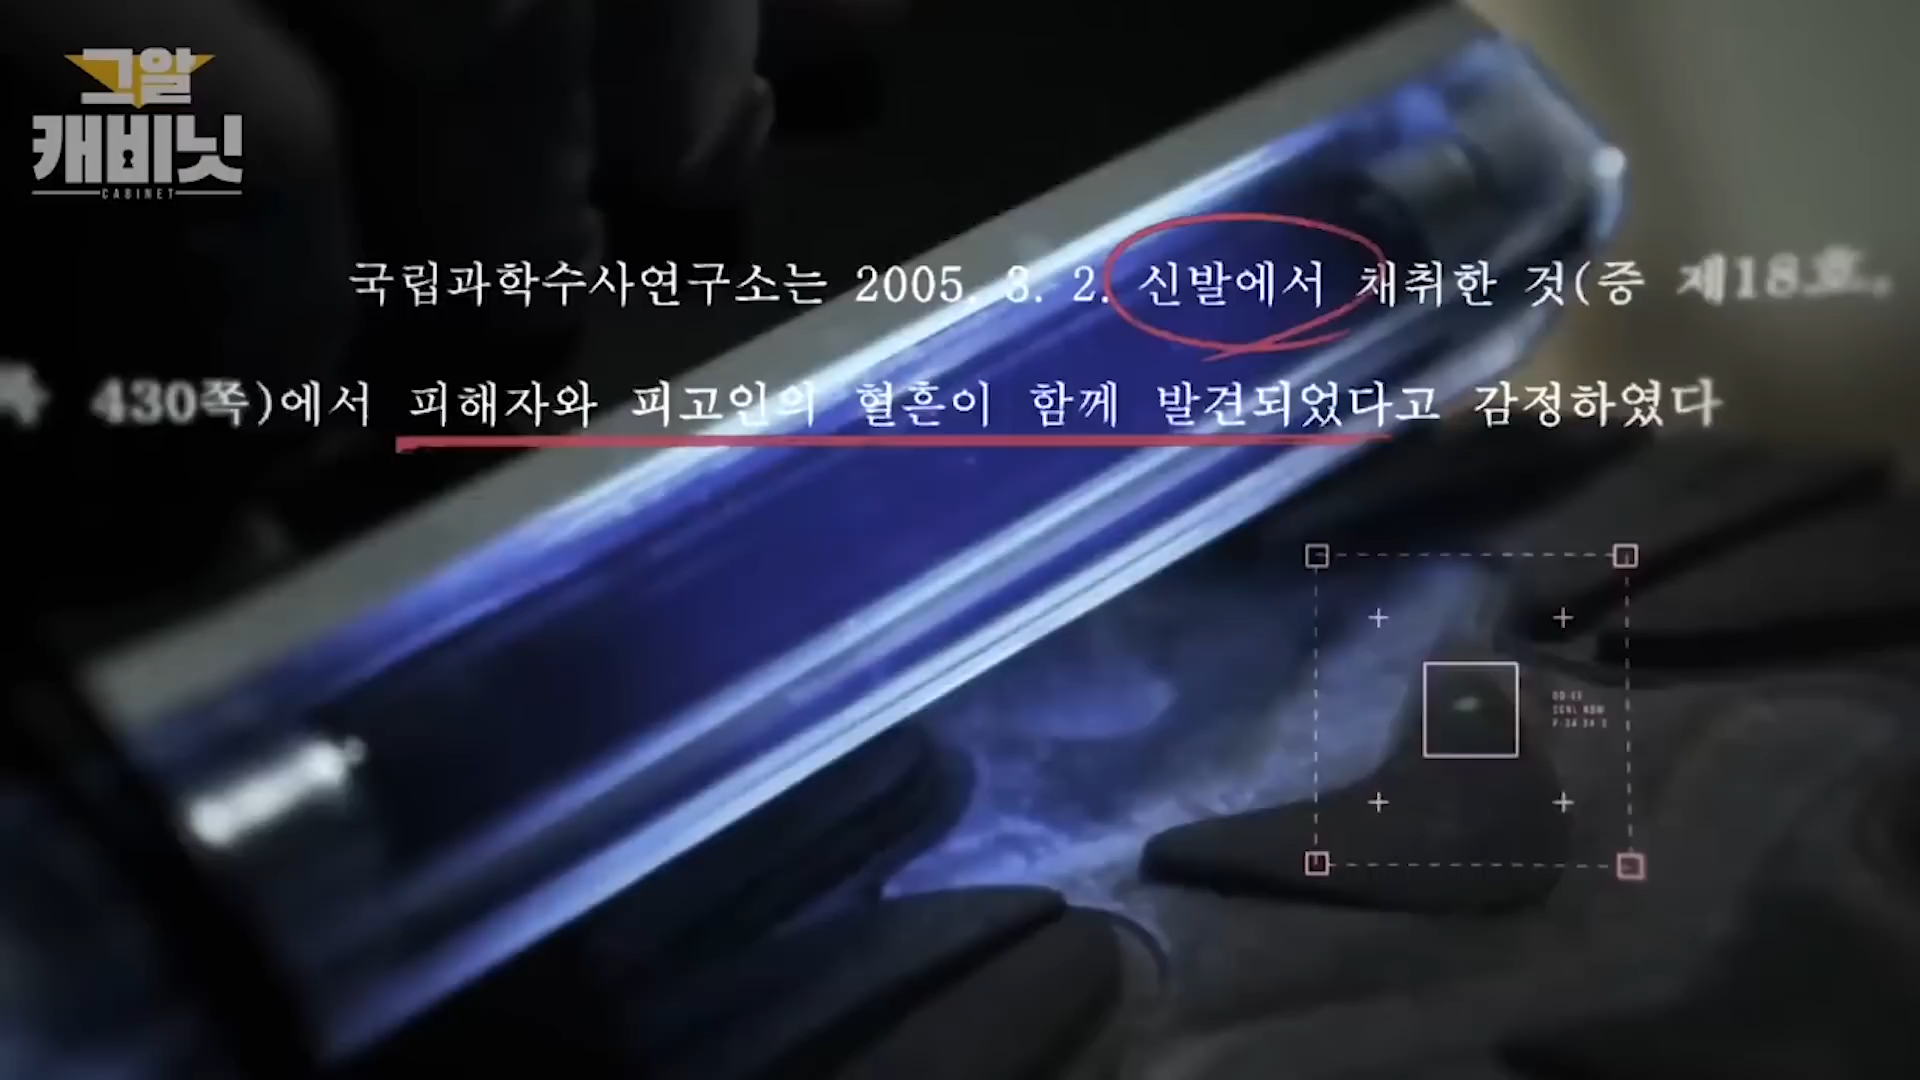 그알
캐비닛
CABINET
국립과학수사연구소는 2005. 3. 2. 신발에서 채취한 것(증 제18호,
430쪽)에서 피해자와 피고인의 혈흔이 함께 발견되었다고 감정하였다